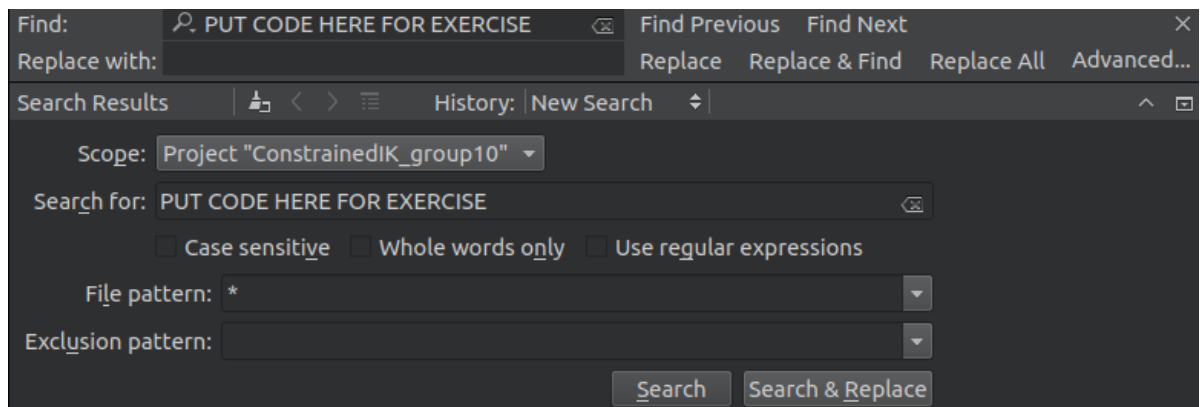 Find: PUT CODE HERE FOR EXERCISE Find Previous Find Next
Replace with: Replace Replace & Find Replace All Advanced...
Search Results History: New Search
Scope: Project "ConstrainedIK_group10"
Search for: PUT CODE HERE FOR EXERCISE
Case sensitive Whole words only Use regular expressions
File pattern: *
Exclusion pattern:
Search Search & Replace